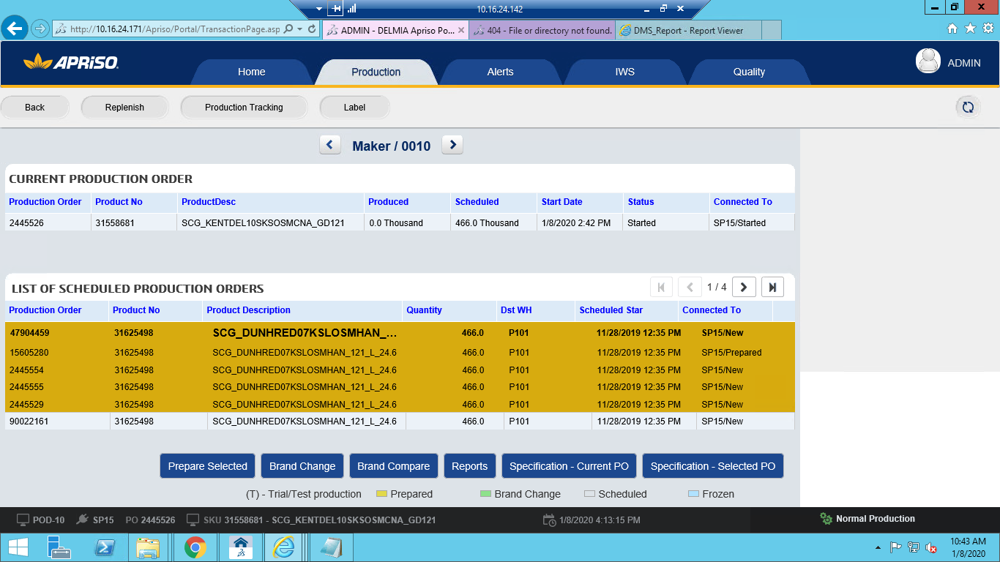 10.16.24.142
http://10.16.24.171/Apriso/Portal/TransactionPage.asp
ADMIN - DELMIA Apriso Po...
404 - File or directory not found.
DMS_Report - Report Viewer
APRISO
Home
Production
Alerts
IWS
Quality
ADMIN
Back
Replenish
Production Tracking
Label
Maker / 0010
CURRENT PRODUCTION ORDER
Production Order Product No ProductDesc Produced Scheduled Start Date Status Connected To
2445526 31558681 SCG_KENTDEL10SKSOSMCNA_GD121 0.0 Thousand 466.0 Thousand 1/8/2020 2:42 PM Started SP15/Started
LIST OF SCHEDULED PRODUCTION ORDERS
1 / 4
Production Order Product No Product Description Quantity Dst WH Scheduled Star Connected To
47904459 31625498 SCG_DUNHRED07KSLOSMHAN_... 466.0 P101 11/28/2019 12:35 PM SP15/New
15605280 31625498 SCG_DUNHRED07KSLOSMHAN_121_L_24.6 466.0 P101 11/28/2019 12:35 PM SP15/Prepared
2445554 31625498 SCG_DUNHRED07KSLOSMHAN_121_L_24.6 466.0 P101 11/28/2019 12:35 PM SP15/New
2445555 31625498 SCG_DUNHRED07KSLOSMHAN_121_L_24.6 466.0 P101 11/28/2019 12:35 PM SP15/New
2445529 31625498 SCG_DUNHRED07KSLOSMHAN_121_L_24.6 466.0 P101 11/28/2019 12:35 PM SP15/New
90022161 31625498 SCG_DUNHRED07KSLOSMHAN_121_L_24.6 466.0 P101 11/28/2019 12:35 PM SP15/New
Prepare Selected
Brand Change
Brand Compare
Reports
Specification - Current PO
Specification - Selected PO
(T) - Trial/Test production Prepared Brand Change Scheduled Frozen
POD-10 SP15 PO 2445526 SKU 31558681 - SCG_KENTDEL10SKSOSMCNA_GD121 1/8/2020 4:13:15 PM Normal Production
10:43 AM
1/8/2020